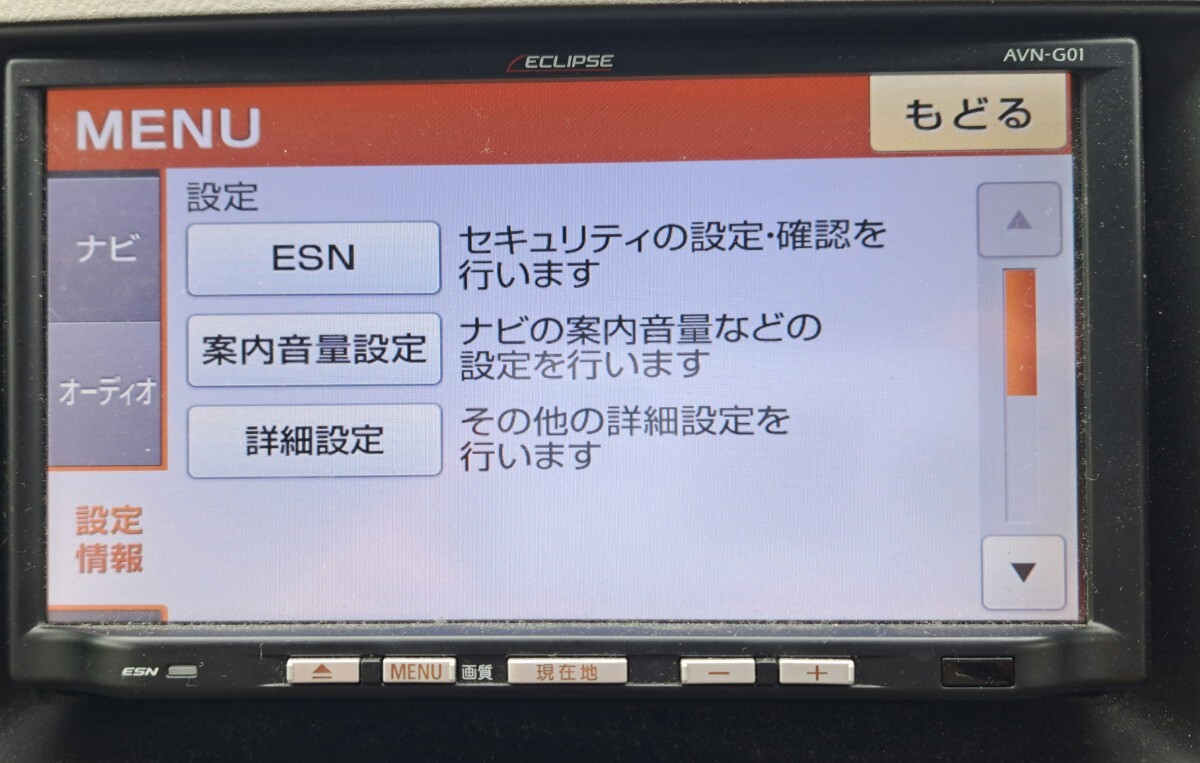 ECLIPSE
AVN-G01
MENU
もどる
ナビ
オーディオ
設定
情報
設定
ESN
セキュリティの設定・確認を
行います
案内音量設定
ナビの案内音量などの
設定を行います
詳細設定
その他の詳細設定を
行います
▲
▼
ESN
MENU
画質
現在地
−
+